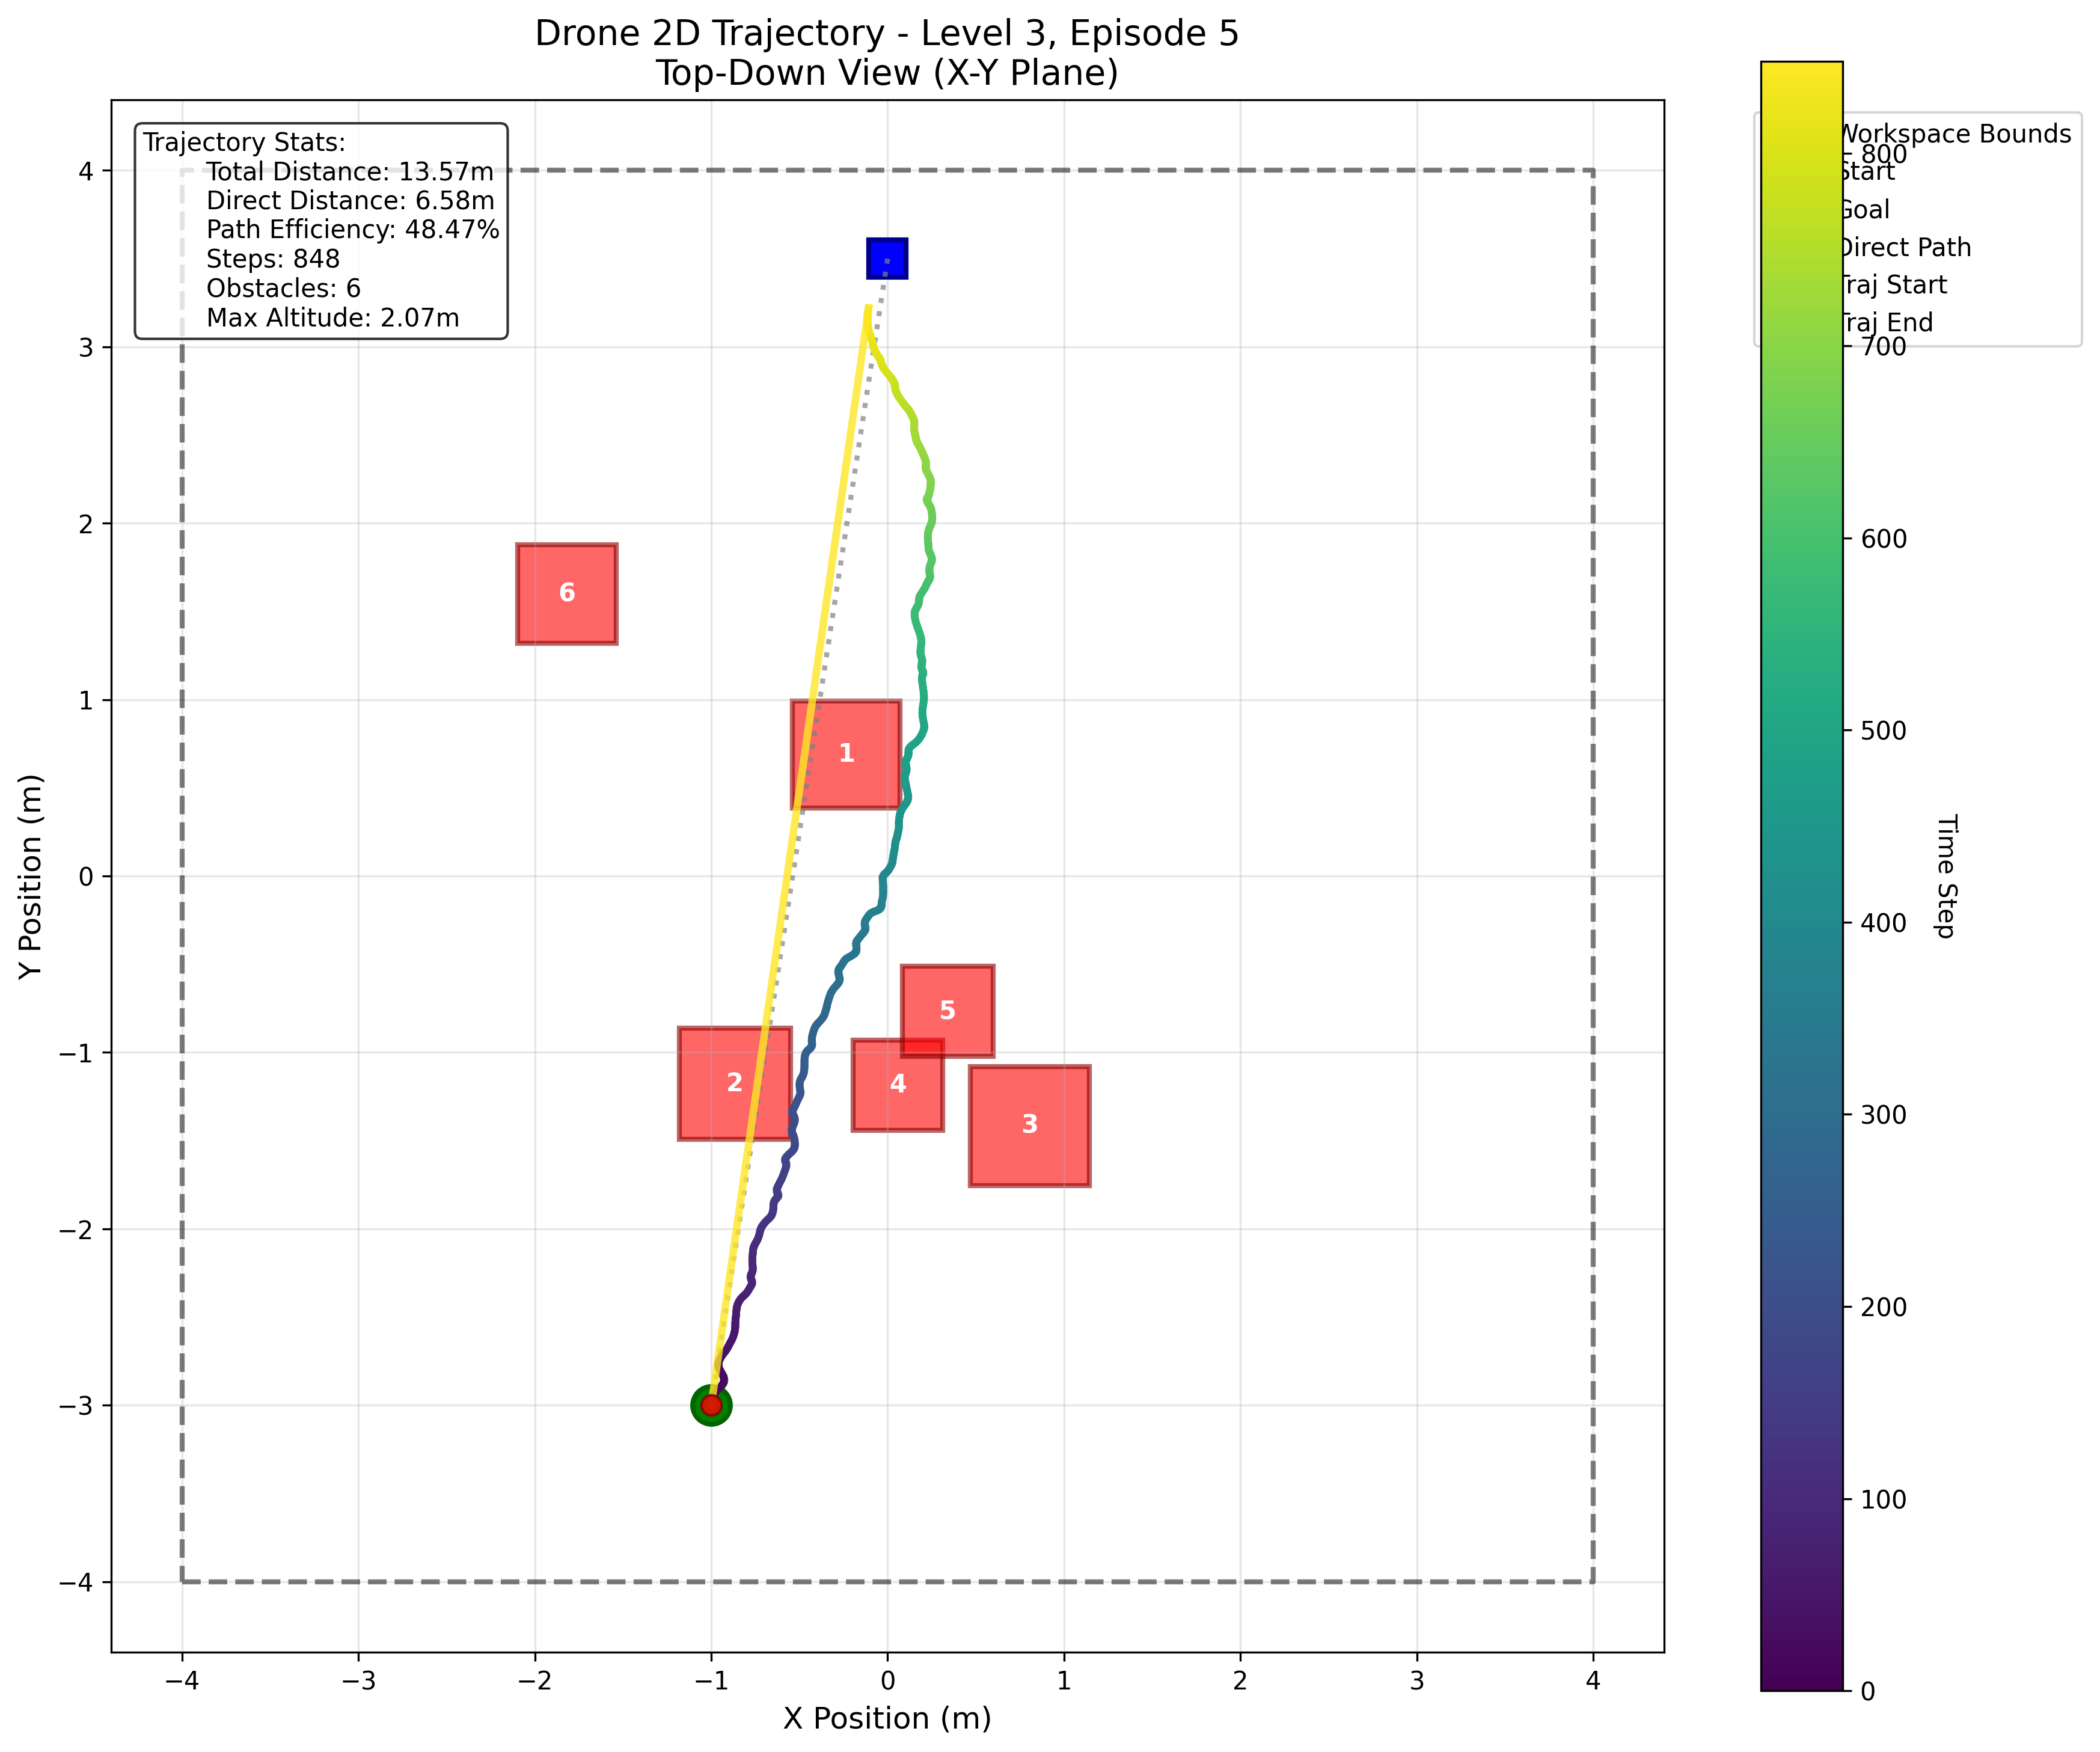 Drone 2D Trajectory - Level 3, Episode 5
Top-Down View (X-Y Plane)
Trajectory Stats:
Total Distance: 13.57m
Direct Distance: 6.58m
Path Efficiency: 48.47%
Steps: 848
Obstacles: 6
Max Altitude: 2.07m
4
3
2
1
0
−1
−2
−3
−4
Y Position (m)
6
1
5
2
4
3
−4
−3
−2
−1
0
1
2
3
4
X Position (m)
Workspace Bounds
Start
Goal
Direct Path
raj Start
raj End
800
700
600
500
400
300
200
100
0
Time Step